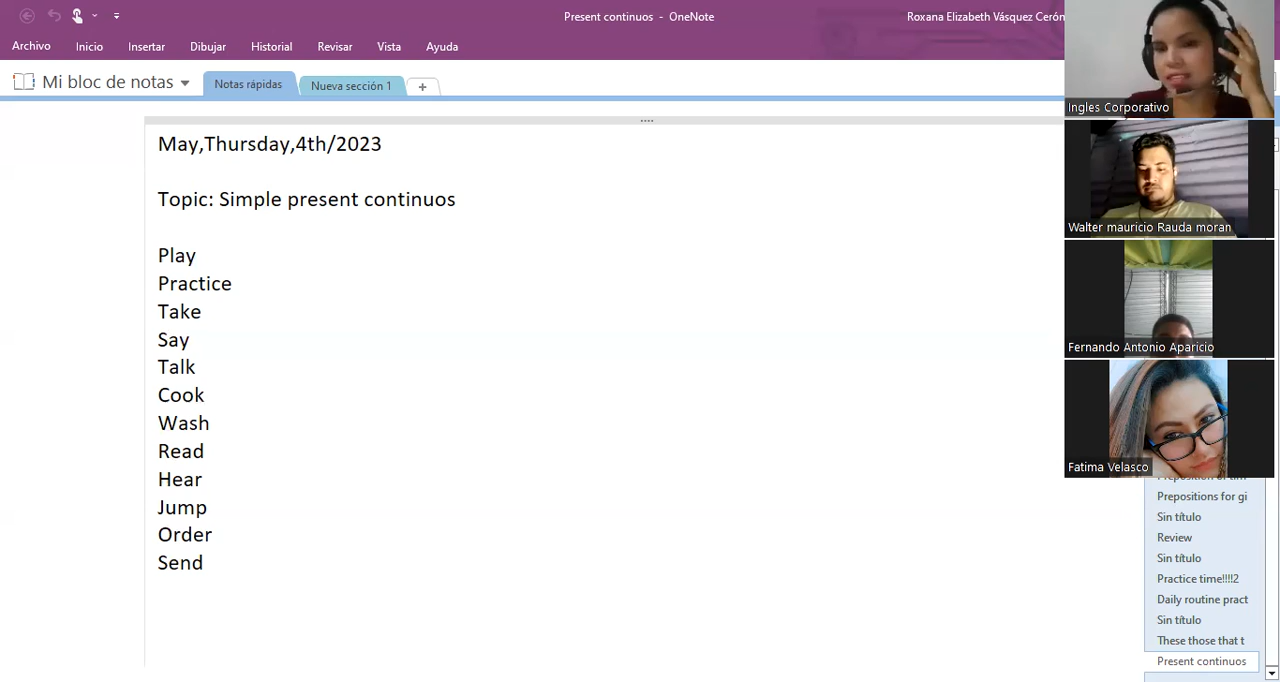 Present continuos - OneNote
Roxana Elizabeth Vásquez Cerón
Archivo Inicio Insertar Dibujar Historial Revisar Vista Ayuda
Mi bloc de notas Notas rápidas Nueva sección 1 +
May,Thursday,4th/2023
Topic: Simple present continuos
Play
Practice
Take
Say
Talk
Cook
Wash
Read
Hear
Jump
Order
Send
Ingles Corporativo
Walter mauricio Rauda moran
Fernando Antonio Aparicio
Fatima Velasco
Prepositions for gi
Sin título
Review
Sin título
Practice time!!!!2
Daily routine pract
Sin título
These those that t
Present continuos